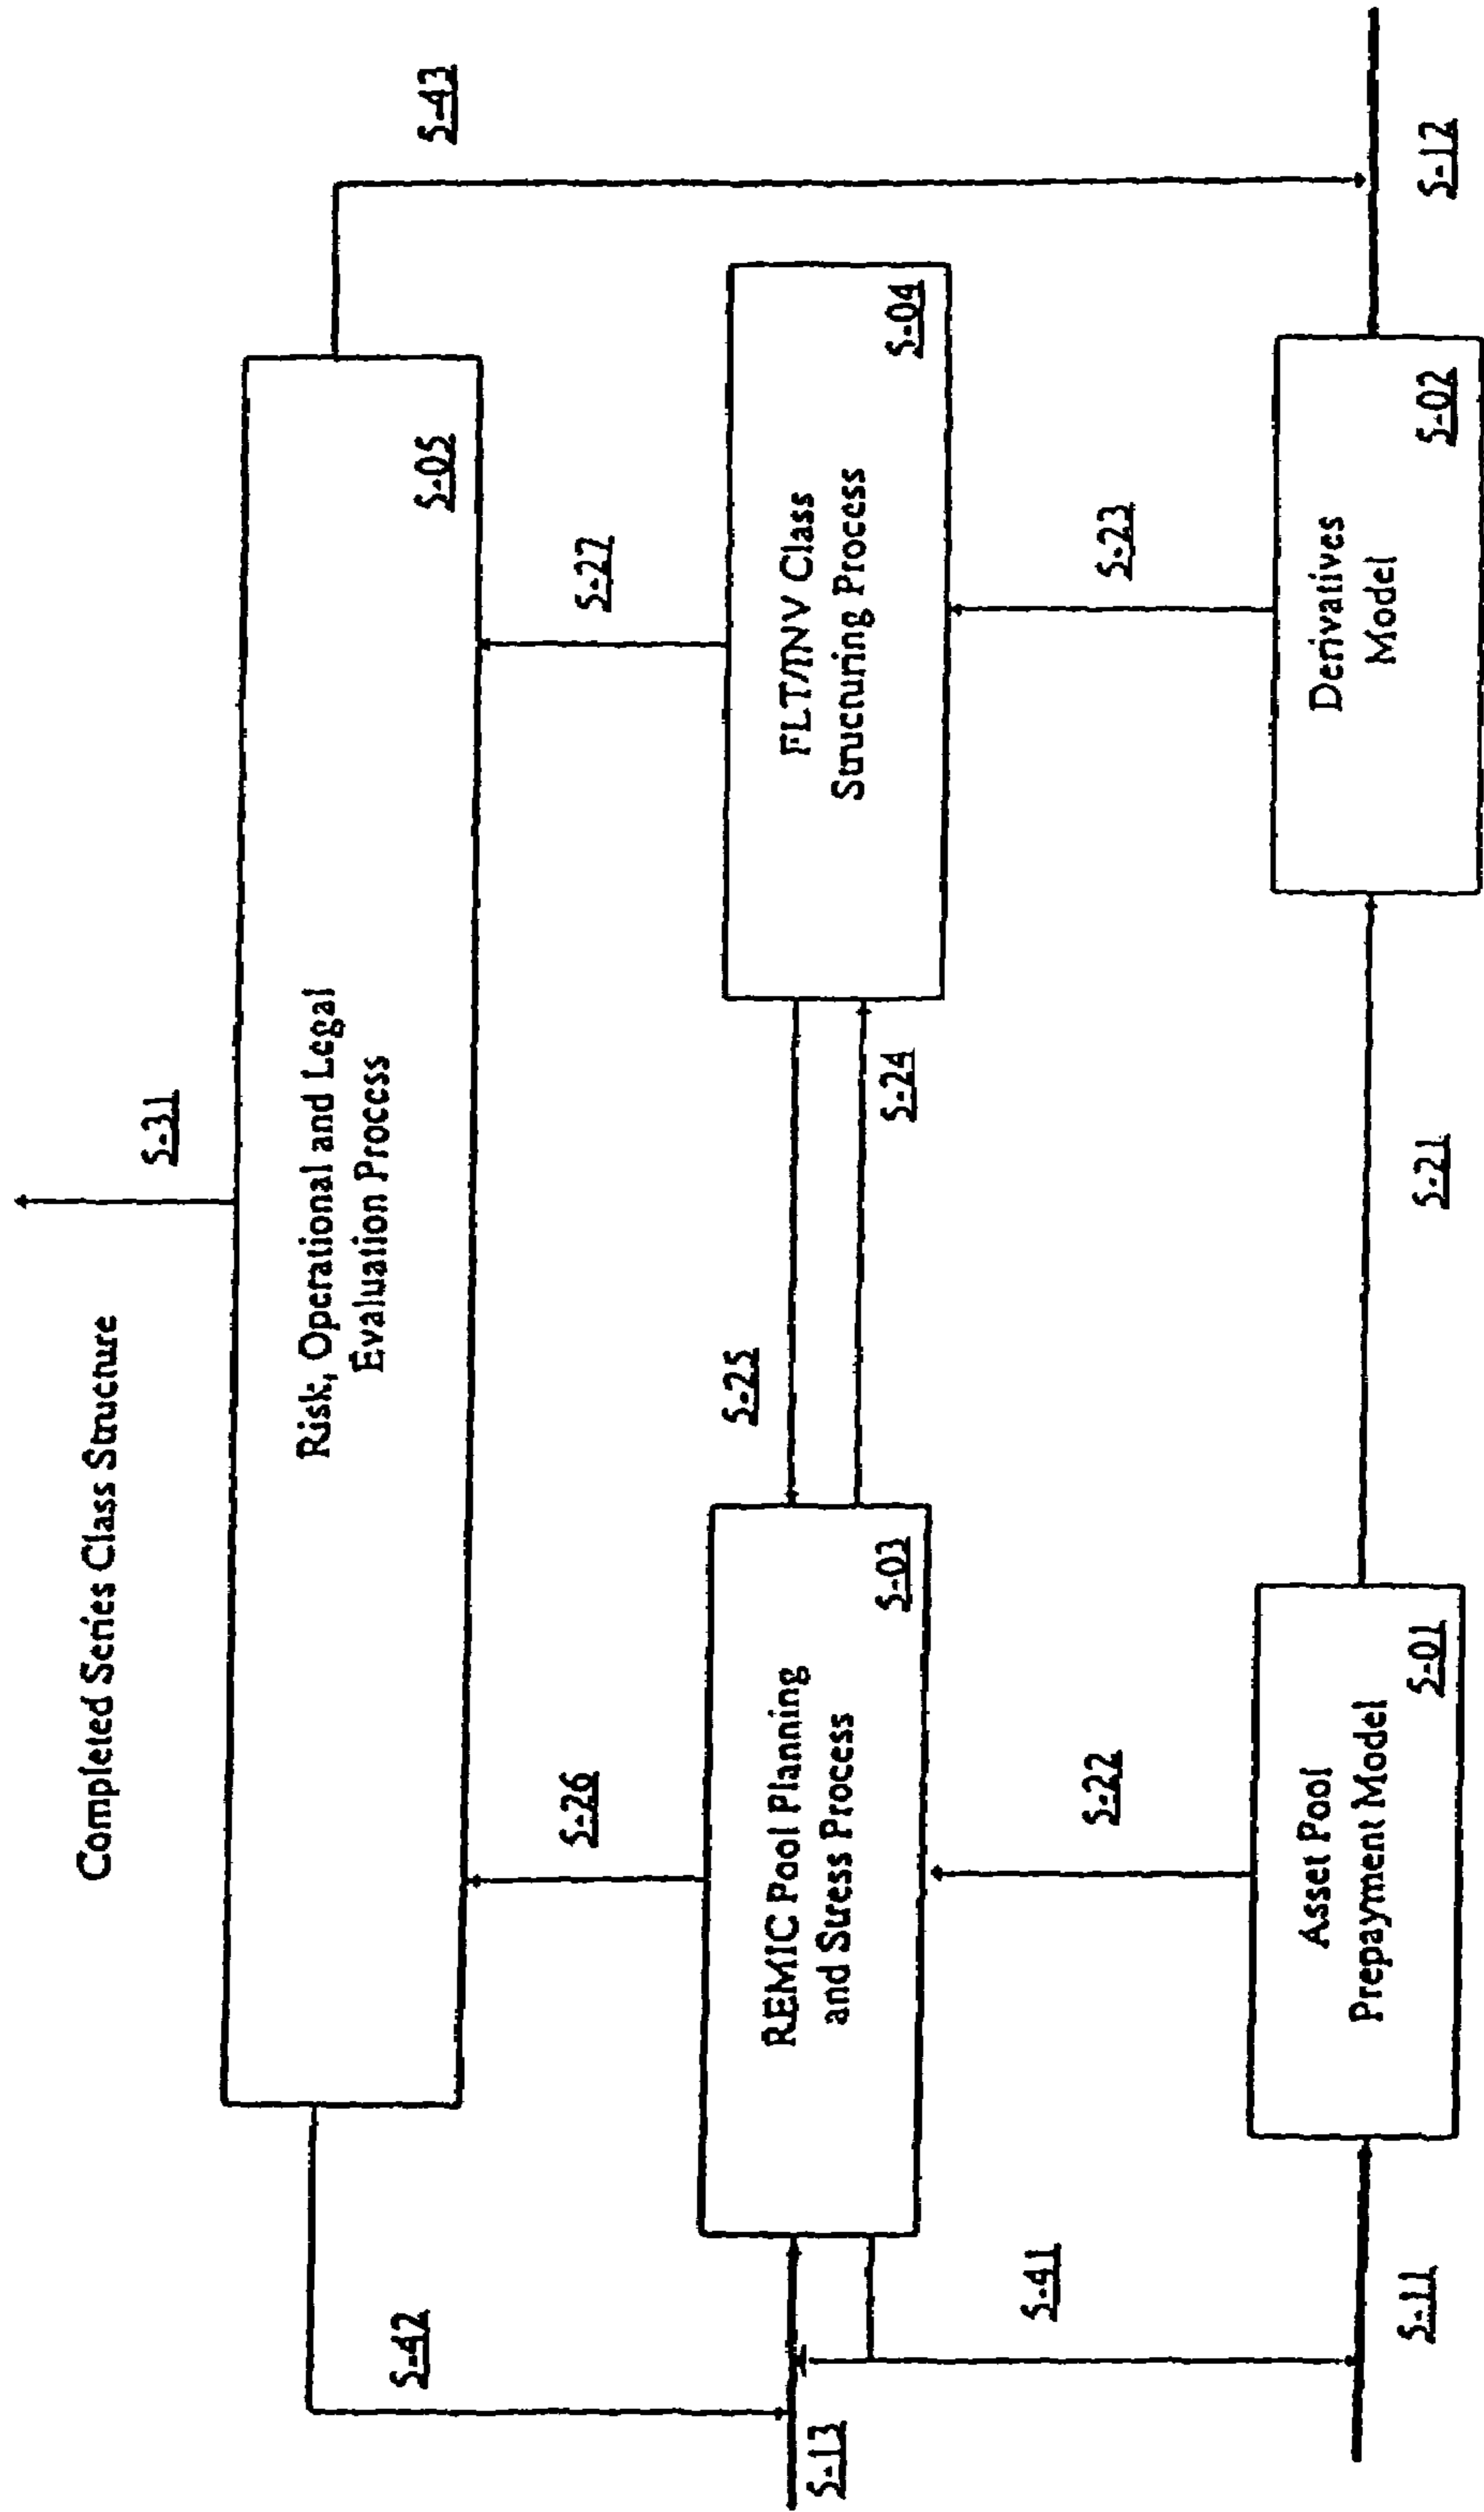 Completed Series Class Structure
S-31
Risk, Operational and Legal
Evaluation Process
S-05
S-42
S-43
S-26
S-27
S-25
REMIC Pool Planning
and Stress Process
S-03
FLT/INV Class
Structuring Process
S-04
S-24
S-13
S-41
S-22
S-23
Asset Pool
Prepayment Model
S-01
Derivatives
Model
S-02
S-11
S-21
S-12